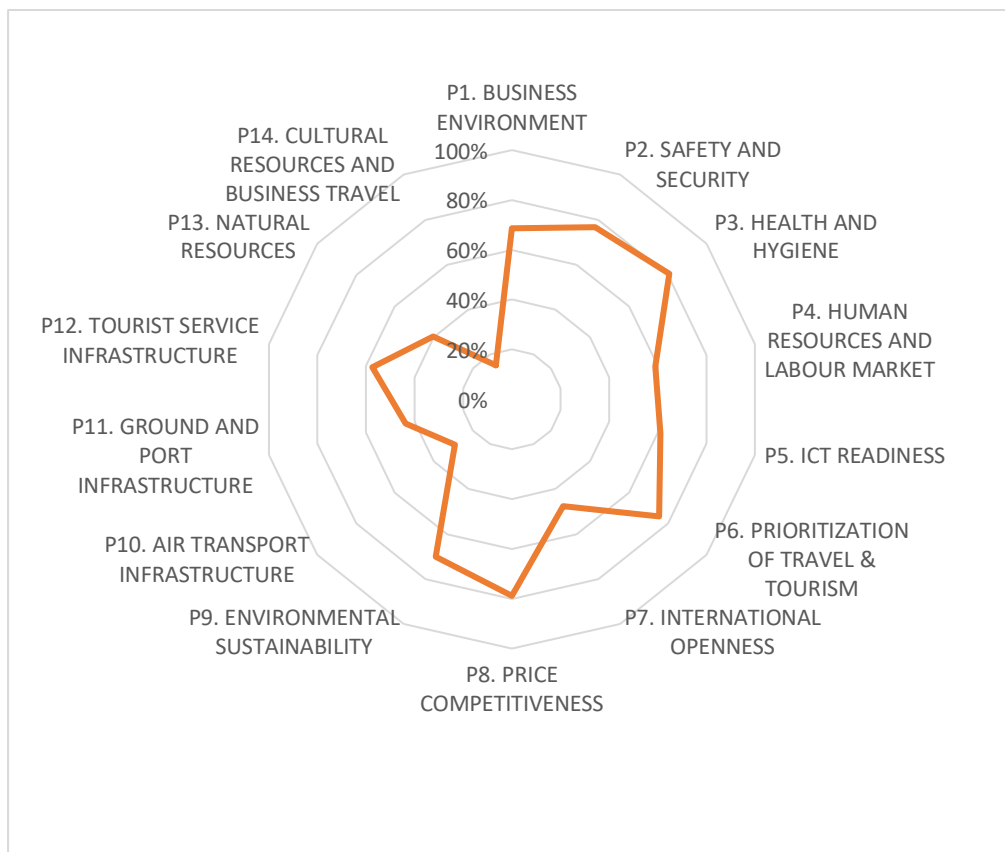 P1. BUSINESS
ENVIRONMENT
P2. SAFETY AND
SECURITY
P3. HEALTH AND
HYGIENE
P4. HUMAN
RESOURCES AND
LABOUR MARKET
P5. ICT READINESS
P6. PRIORITIZATION
OF TRAVEL &
TOURISM
P7. INTERNATIONAL
OPENNESS
P8. PRICE
COMPETITIVENESS
P9. ENVIRONMENTAL
SUSTAINABILITY
P10. AIR TRANSPORT
INFRASTRUCTURE
P11. GROUND AND
PORT
INFRASTRUCTURE
P12. TOURIST SERVICE
INFRASTRUCTURE
P13. NATURAL
RESOURCES
P14. CULTURAL
RESOURCES AND
BUSINESS TRAVEL
100%
80%
60%
40%
20%
0%